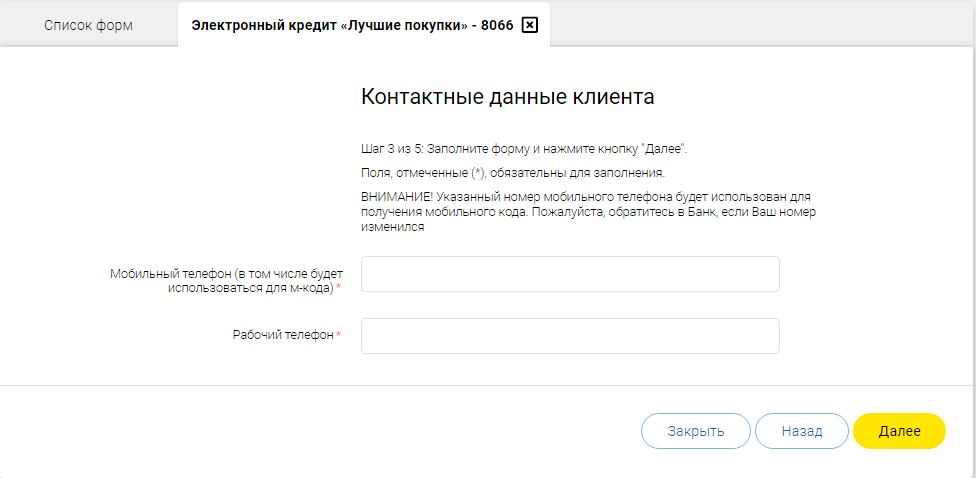 Список форм
Электронный кредит «Лучшие покупки» - 8066
Контактные данные клиента
Шаг 3 из 5: Заполните форму и нажмите кнопку "Далее".
Поля, отмеченные (*), обязательны для заполнения.
ВНИМАНИЕ! Указанный номер мобильного телефона будет использован для
получения мобильного кода. Пожалуйста, обратитесь в Банк, если Ваш номер
изменился
Мобильный телефон (в том числе будет
использоваться для м-кода) *
Рабочий телефон *
Закрыть
Назад
Далее